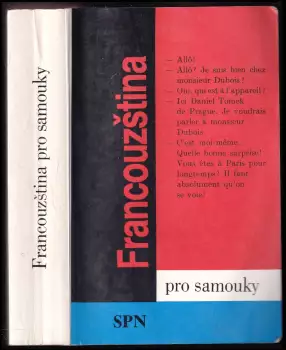 Francouzština pro samouky
Francouzština
— Allô!
— Allô? Je suis bien chez
monsieur Dubois?
— Oui, qui est à l'appareil?
— Ici Daniel Tomek
de Prague. Je voudrais
parler à monsieur
Dubois.
C'est moi-même.
Quelle bonne surprise!
Vous êtes à Paris pour
longtemps? Il faut
absolument qu'on
se voie!
pro samouky
SPN